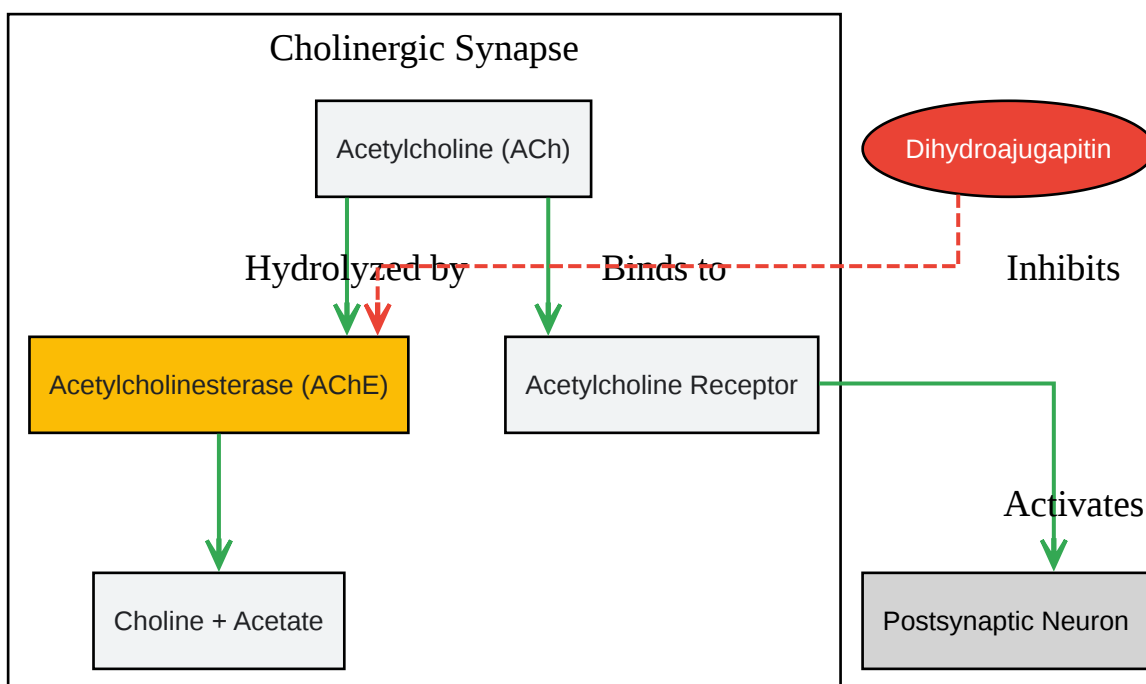 Cholinergic Synapse
Acetylcholine (ACh)
Dihydroajugapitin
Hydrolyzed by
Binds to
Inhibits
Acetylcholinesterase (AChE)
Acetylcholine Receptor
Activates
Choline + Acetate
Postsynaptic Neuron